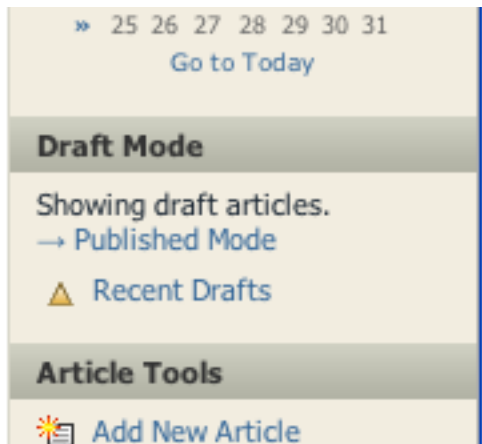 » 25 26 27 28 29 30 31
Go to Today
Draft Mode
Showing draft articles.
→ Published Mode
Recent Drafts
Article Tools
Add New Article